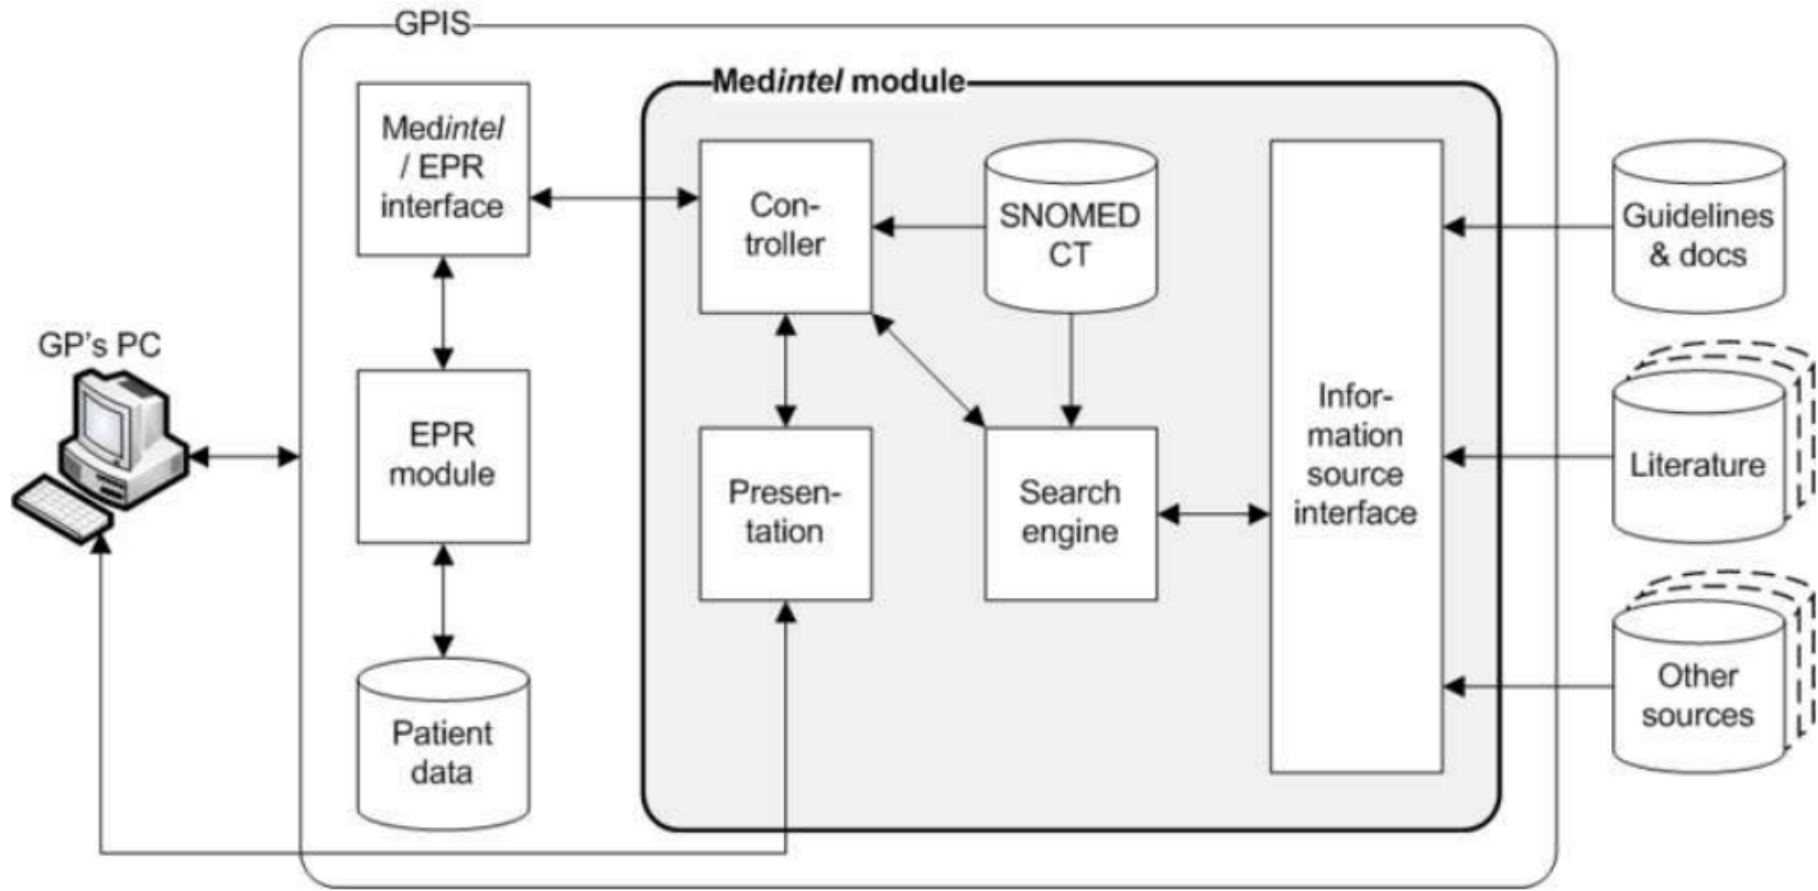 GPIS
Medintel module
Medintel
/ EPR
interface
Con-
troller
SNOMED
CT
Guidelines
& docs
GP's PC
EPR
module
Presen-
tation
Search
engine
Infor-
mation
source
interface
Literature
Patient
data
Other
sources